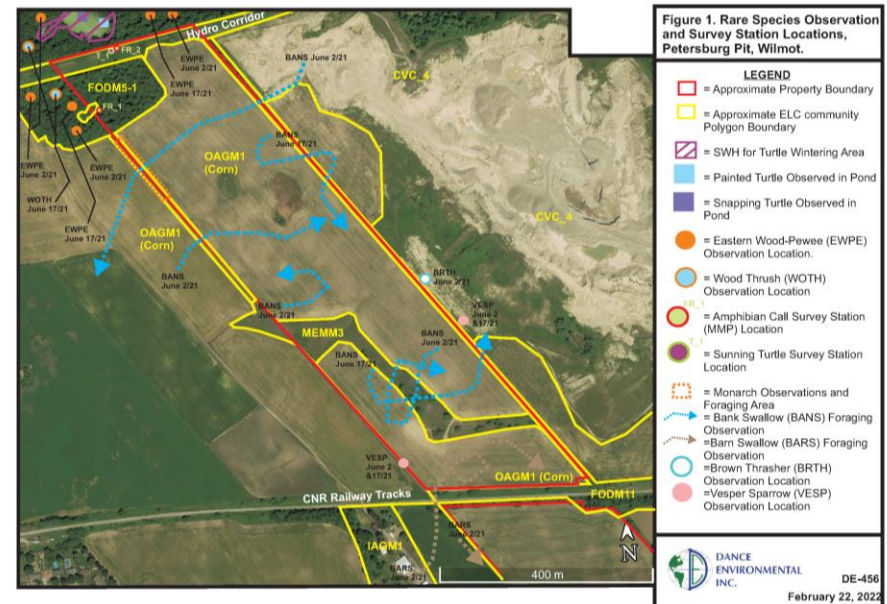 Hydro Corridor
T_1
FR_2
EWPE
June 2/21
BANS June 2/21
CVC_4
EWPE
June 17/21
FODM5-1
FR_1
BANS
June 17/21
OAGM1
(Corn)
EWPE
June 2/21
EWPE
June 2/21
WOTH
June 17/21
EWPE
June 17/21
OAGM1
(Corn)
CVC_4
BANS
June 2/21
BRTH
June 2/21
BANS
June 2/21
VESP
June 2
&17/21
MEMM3
BANS
June 2/21
BANS
June 17/21
VESP
June 2
&17/21
OAGM1 (Corn)
CNR Railway Tracks
FODM11
IAGM1
BARS
June 2/21
BARS
June 2/21
N
400 m
Figure 1. Rare Species Observation
and Survey Station Locations,
Petersburg Pit, Wilmot.
LEGEND
= Approximate Property Boundary
= Approximate ELC community
Polygon Boundary
= SWH for Turtle Wintering Area
= Painted Turtle Observed in Pond
= Snapping Turtle Observed in
Pond
= Eastern Wood-Pewee (EWPE)
Observation Location.
= Wood Thrush (WOTH)
Observation Location
FR_1
= Amphibian Call Survey Station
(MMP) Location
T_1
= Sunning Turtle Survey Station
Location
= Monarch Observations and
Foraging Area
= Bank Swallow (BANS) Foraging
Observation
=Barn Swallow (BARS) Foraging
Observation
=Brown Thrasher (BRTH)
Observation Location
=Vesper Sparrow (VESP)
Observation Location
DANCE
ENVIRONMENTAL
INC.
DE-456
February 22, 2022